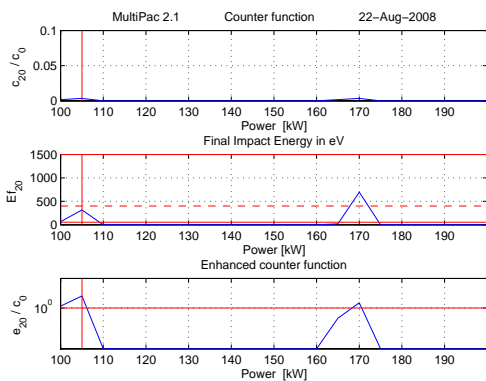 MultiPac 2.1 Counter function 22-Aug-2008
0.1
0.05
0
c20 / c0
100 110 120 130 140 150 160 170 180 190
Power [kW]
Final Impact Energy in eV
1500
1000
500
0
Ef20
100 110 120 130 140 150 160 170 180 190
Power [kW]
Enhanced counter function
10^0
e20 / c0
100 110 120 130 140 150 160 170 180 190
Power [kW]